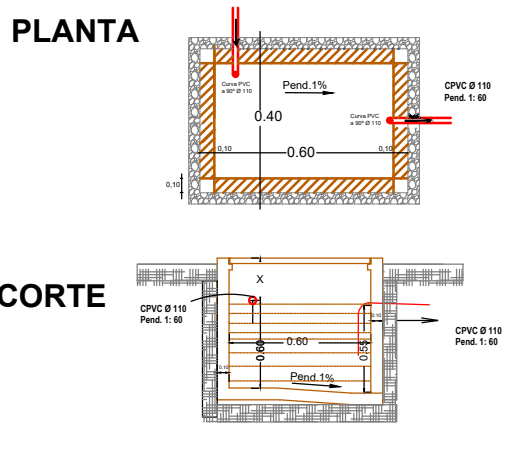 PLANTA
Curva PVC
a 90° Ø 110
Pend.1%
CPVC Ø 110
Pend. 1: 60
0.40
Curva PVC
a 90° Ø 110
0,10
0.60
0,10
0,10
CORTE
X
CPVC Ø 110
Pend. 1: 60
0.10
CPVC Ø 110
Pend. 1: 60
0.60
0.60
0.55
0.10
Pend.1%